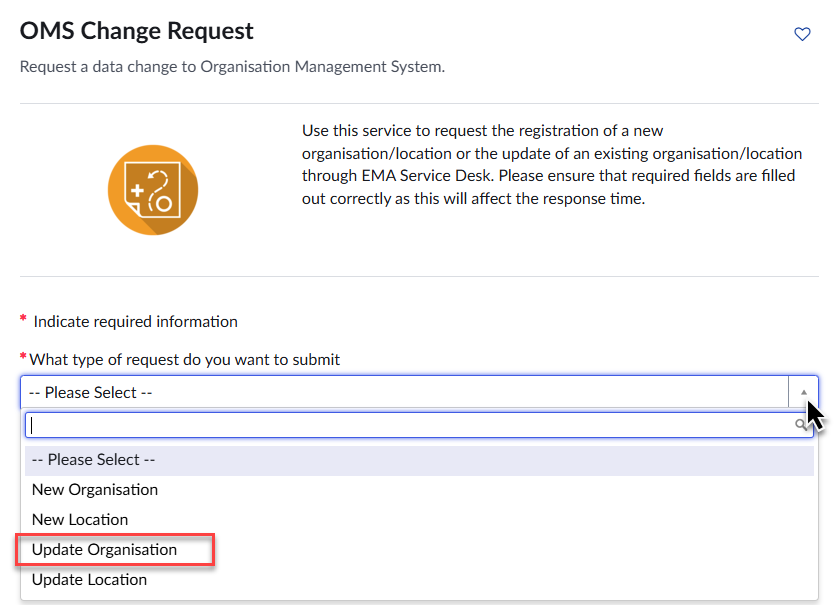 OMS Change Request
Request a data change to Organisation Management System.
Use this service to request the registration of a new
organisation/location or the update of an existing organisation/location
through EMA Service Desk. Please ensure that required fields are filled
out correctly as this will affect the response time.
* Indicate required information
* What type of request do you want to submit
-- Please Select --
-- Please Select --
New Organisation
New Location
Update Organisation
Update Location